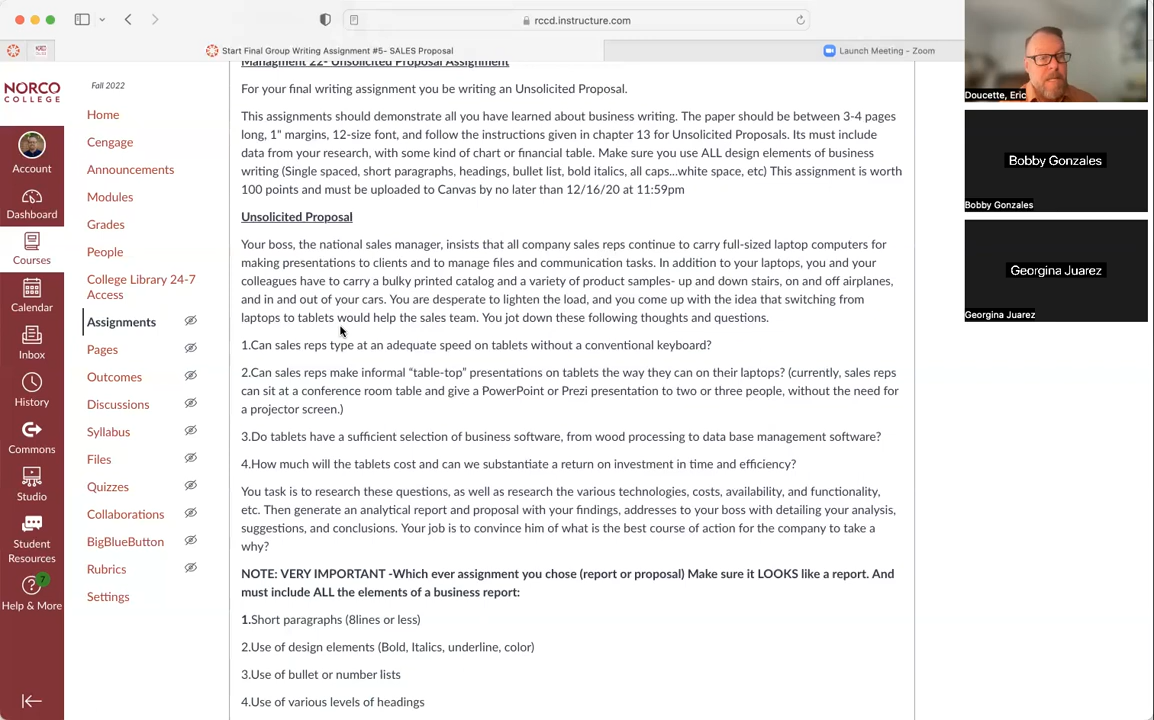 rccd.instructure.com
Start Final Group Writing Assignment #5- SALES Proposal
Launch Meeting - Zoom
NORCO
COLLEGE
Account
Dashboard
Courses
Calendar
Inbox
History
Commons
Studio
Student
Resources
7
Help & More
Fall 2022
Home
Cengage
Announcements
Modules
Grades
People
College Library 24-7
Access
Assignments
Pages
Outcomes
Discussions
Syllabus
Files
Quizzes
Collaborations
BigBlueButton
Rubrics
Settings
Managment 22- Unsolicited Proposal Assignment
For your final writing assignment you be writing an Unsolicited Proposal.
This assignments should demonstrate all you have learned about business writing. The paper should be between 3-4 pages
long, 1" margins, 12-size font, and follow the instructions given in chapter 13 for Unsolicited Proposals. Its must include
data from your research, with some kind of chart or financial table. Make sure you use ALL design elements of business
writing (Single spaced, short paragraphs, headings, bullet list, bold italics, all caps...white space, etc) This assignment is worth
100 points and must be uploaded to Canvas by no later than 12/16/20 at 11:59pm
Unsolicited Proposal
Your boss, the national sales manager, insists that all company sales reps continue to carry full-sized laptop computers for
making presentations to clients and to manage files and communication tasks. In addition to your laptops, you and your
colleagues have to carry a bulky printed catalog and a variety of product samples- up and down stairs, on and off airplanes,
and in and out of your cars. You are desperate to lighten the load, and you come up with the idea that switching from
laptops to tablets would help the sales team. You jot down these following thoughts and questions.
1.Can sales reps type at an adequate speed on tablets without a conventional keyboard?
2.Can sales reps make informal “table-top” presentations on tablets the way they can on their laptops? (currently, sales reps
can sit at a conference room table and give a PowerPoint or Prezi presentation to two or three people, without the need for
a projector screen.)
3.Do tablets have a sufficient selection of business software, from wood processing to data base management software?
4.How much will the tablets cost and can we substantiate a return on investment in time and efficiency?
You task is to research these questions, as well as research the various technologies, costs, availability, and functionality,
etc. Then generate an analytical report and proposal with your findings, addresses to your boss with detailing your analysis,
suggestions, and conclusions. Your job is to convince him of what is the best course of action for the company to take a
why?
NOTE: VERY IMPORTANT -Which ever assignment you chose (report or proposal) Make sure it LOOKS like a report. And
must include ALL the elements of a business report:
1.Short paragraphs (8lines or less)
2.Use of design elements (Bold, Italics, underline, color)
3.Use of bullet or number lists
4.Use of various levels of headings
Doucette, Eric
Bobby Gonzales
Bobby Gonzales
Georgina Juarez
Georgina Juarez